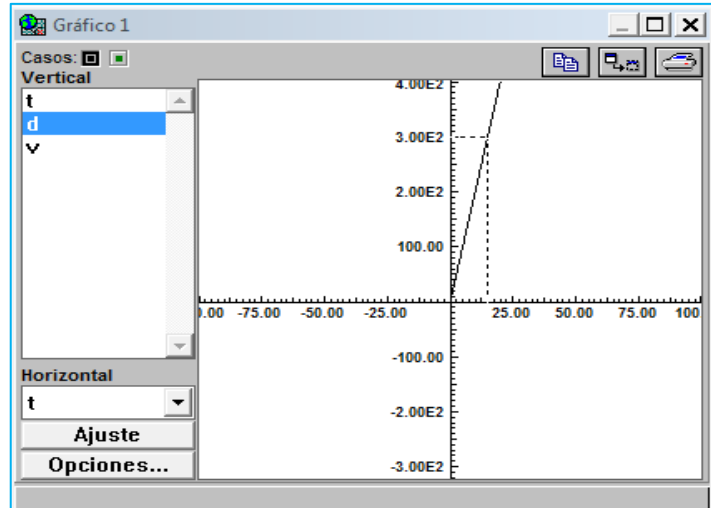 Gráfico 1
Casos:
Vertical
t
d
v
Horizontal
t
Ajuste
Opciones...
4.00E2
3.00E2
2.00E2
100.00
0.00 -75.00 -50.00 -25.00 25.00 50.00 75.00 100
-100.00
-2.00E2
-3.00E2